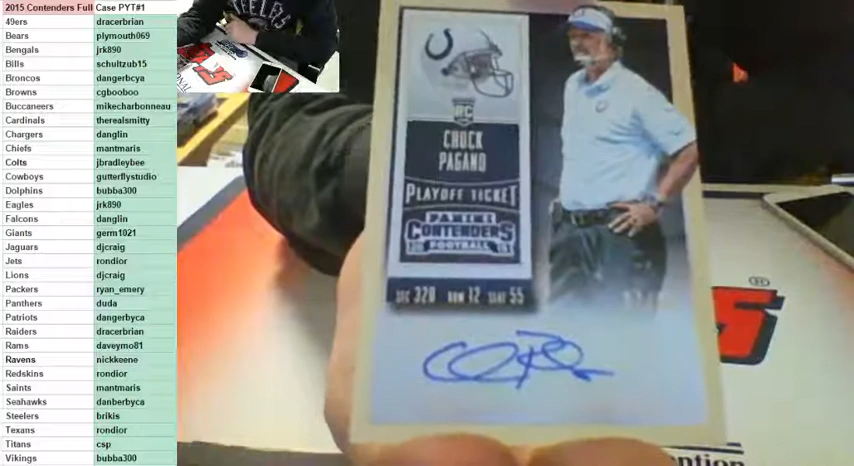 2015 Contenders Full Case PYT#1
49ers dracerbrian
Bears plymouth069
Bengals jrk890
Bills schultzub15
Broncos dangerbcya
Browns cgbooboo
Buccaneers mikecharbonneau
Cardinals therealsmitty
Chargers danglin
Chiefs mantmaris
Colts jbradleybee
Cowboys gutterflystudio
Dolphins bubba300
Eagles jrk890
Falcons danglin
Giants germ1021
Jaguars djcraig
Jets rondior
Lions djcraig
Packers ryan_emery
Panthers duda
Patriots dangerbyca
Raiders dracerbrian
Rams daveymo81
Ravens nickkeene
Redskins rondior
Saints mantmaris
Seahawks danberbyca
Steelers brikis
Texans rondior
Titans csp
Vikings bubba300
RC
CHUCK
PAGANO
PLAYOFF TICKET
PANINI
CONTENDERS
FOOTBALL
SEC 320 ROW 12 SEAT 55